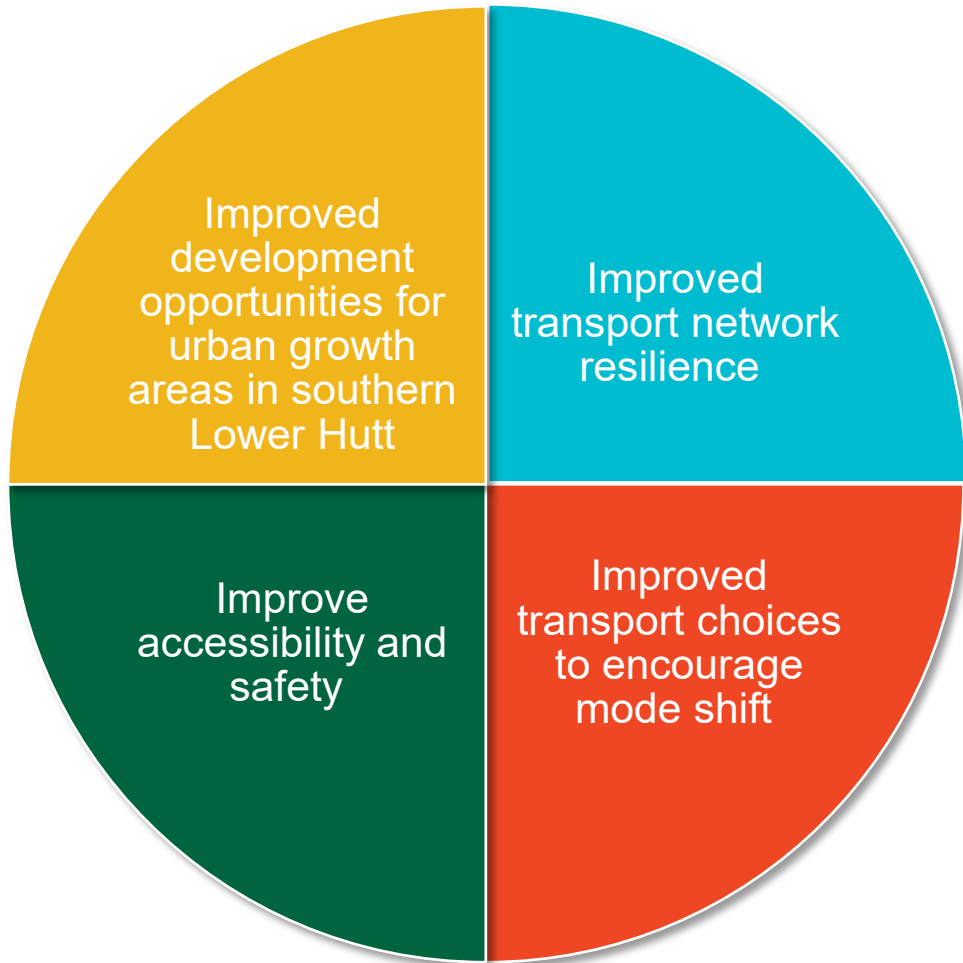 Improved
development
opportunities for
urban growth
areas in southern
Lower Hutt
Improved
transport network
resilience
Improve
accessibility and
safety
Improved
transport choices
to encourage
mode shift